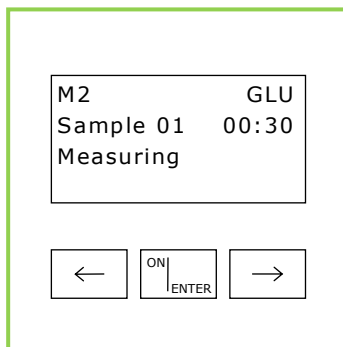 M2 GLU
Sample 01 00:30
Measuring
← ON ENTER →